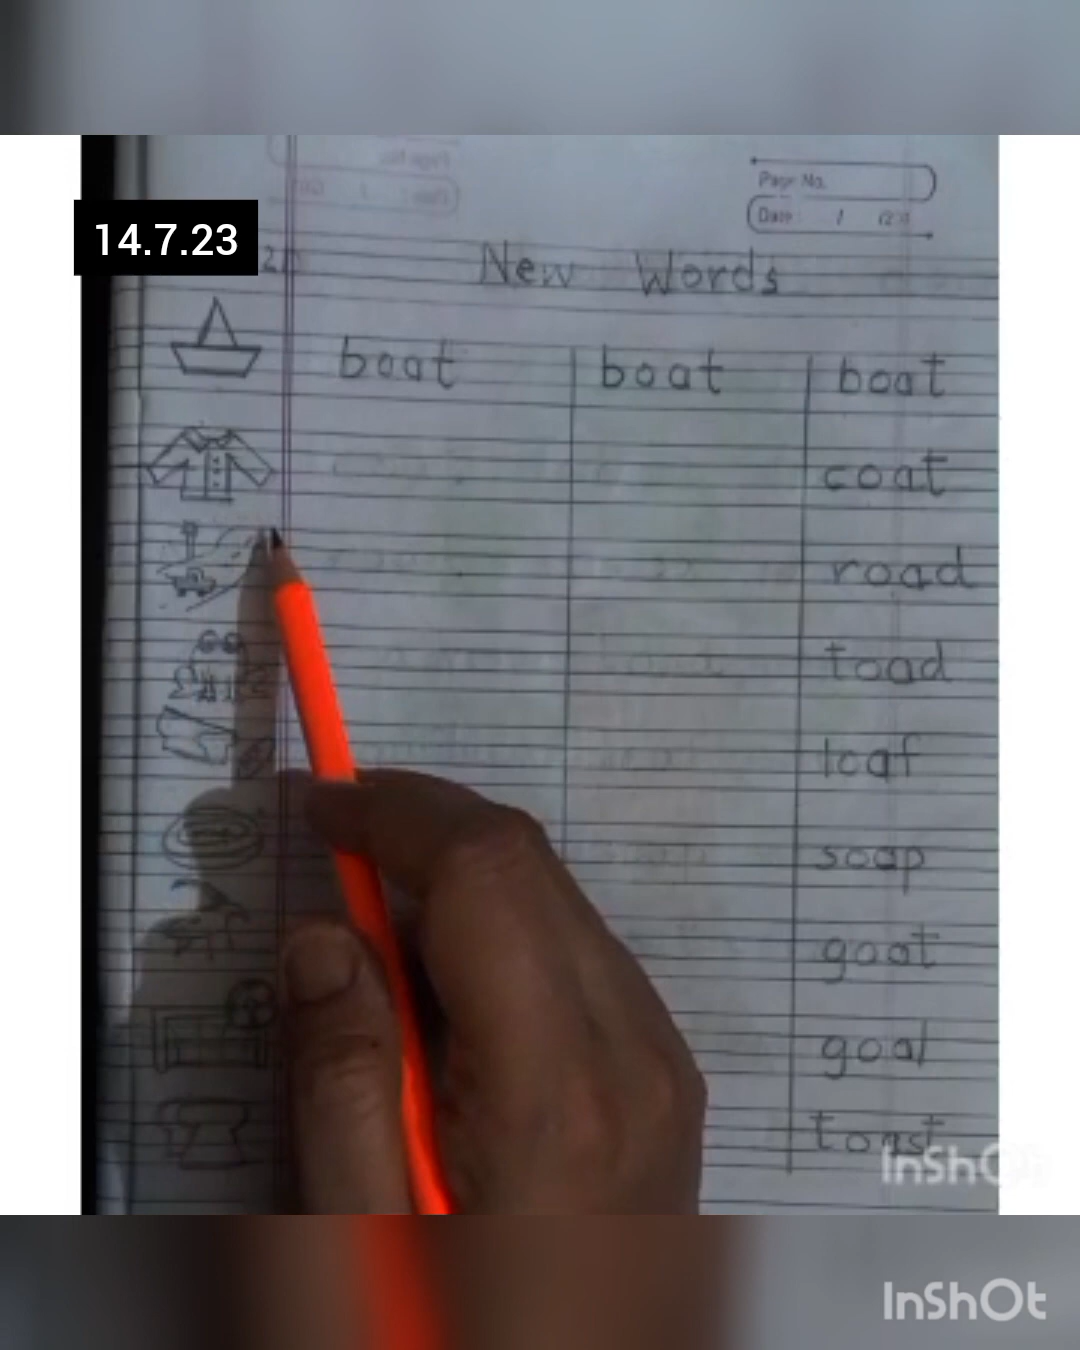 Page No.
Date / /
14.7.23
New Words
boat boat boat
coat
road
toad
loaf
soap
goat
goal
toast
InShOt
InShOt